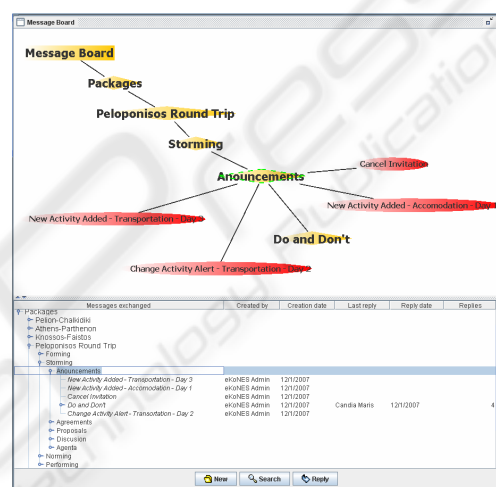 Message Board
Message Board
Packages
Peloponisos Round Trip
Storming
Cancel Invitation
Anouncements
New Activity Added - Accomodation - Day
New Activity Added - Transportation - Day
Do and Don't
Change Activity Alert - Transportation - Day 2
Messages exchanged Created by Creation date Last reply Reply date Replies
Packages
Pelion-Chalkidiki
Athens-Parthenon
Knossos-Faistos
Peloponisos Round Trip
Forming
Storming
Anouncements
New Activity Added - Transportation - Day 3 eKoNES Admin 12/1/2007
New Activity Added - Accomodation - Day 1 eKoNES Admin 12/1/2007
Cancel Invitation eKoNES Admin 12/1/2007
Do and Don't eKoNES Admin 12/1/2007 Candia Maris 12/1/2007 4
Change Activity Alert - Transortation - Day 2 eKoNES Admin 12/1/2007
Agreements
Proposals
Discusion
Agenta
Norming
Performing
New Search Reply